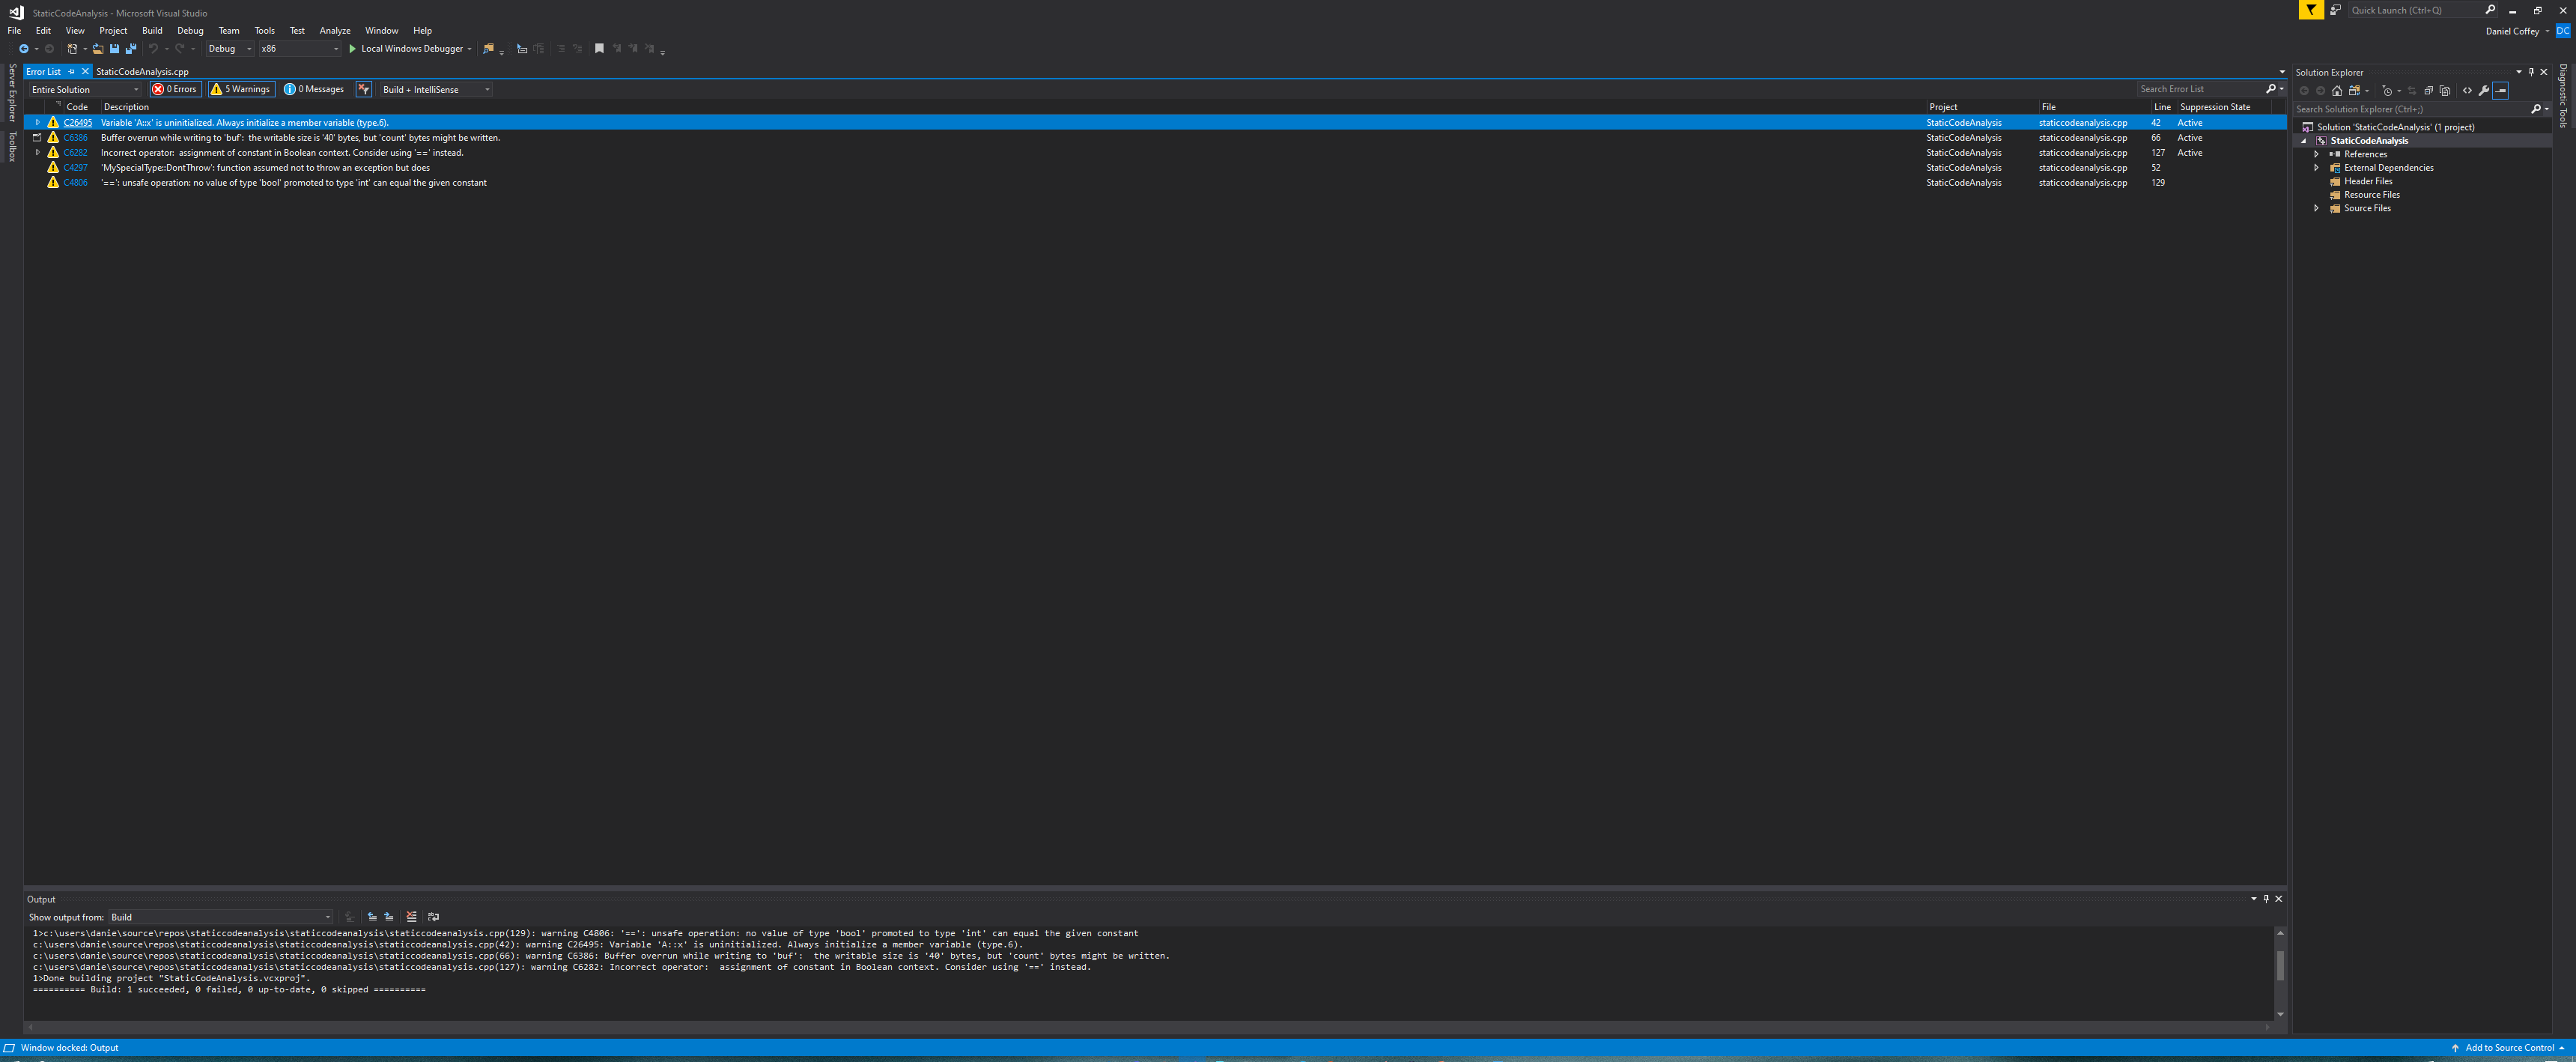 StaticCodeAnalysis - Microsoft Visual Studio
Quick Launch (Ctrl+Q)
File Edit View Project Build Debug Team Tools Test Analyze Window Help
Daniel Coffey DC
Debug x86 Local Windows Debugger
Server Explorer
Toolbox
Error List StaticCodeAnalysis.cpp
Entire Solution 0 Errors 5 Warnings 0 Messages Build + IntelliSense Search Error List
Code Description Project File Line Suppression State
C26495 Variable 'A::x' is uninitialized. Always initialize a member variable (type.6). StaticCodeAnalysis staticcodeanalysis.cpp 42 Active
C6386 Buffer overrun while writing to 'buf':  the writable size is '40' bytes, but 'count' bytes might be written. StaticCodeAnalysis staticcodeanalysis.cpp 66 Active
C6282 Incorrect operator:  assignment of constant in Boolean context. Consider using '==' instead. StaticCodeAnalysis staticcodeanalysis.cpp 127 Active
C4297 'MySpecialType::DontThrow': function assumed not to throw an exception but does StaticCodeAnalysis staticcodeanalysis.cpp 52
C4806 '==': unsafe operation: no value of type 'bool' promoted to type 'int' can equal the given constant StaticCodeAnalysis staticcodeanalysis.cpp 129
Solution Explorer
Search Solution Explorer (Ctrl+;)
Solution 'StaticCodeAnalysis' (1 project)
StaticCodeAnalysis
References
External Dependencies
Header Files
Resource Files
Source Files
Diagnostic Tools
Output
Show output from: Build
1>c:\users\danie\source\repos\staticcodeanalysis\staticcodeanalysis\staticcodeanalysis.cpp(129): warning C4806: '==': unsafe operation: no value of type 'bool' promoted to type 'int' can equal the given constant
c:\users\danie\source\repos\staticcodeanalysis\staticcodeanalysis\staticcodeanalysis.cpp(42): warning C26495: Variable 'A::x' is uninitialized. Always initialize a member variable (type.6).
c:\users\danie\source\repos\staticcodeanalysis\staticcodeanalysis\staticcodeanalysis.cpp(66): warning C6386: Buffer overrun while writing to 'buf':  the writable size is '40' bytes, but 'count' bytes might be written.
c:\users\danie\source\repos\staticcodeanalysis\staticcodeanalysis\staticcodeanalysis.cpp(127): warning C6282: Incorrect operator:  assignment of constant in Boolean context. Consider using '==' instead.
1>Done building project "StaticCodeAnalysis.vcxproj".
========== Build: 1 succeeded, 0 failed, 0 up-to-date, 0 skipped ==========
Window docked: Output
Add to Source Control